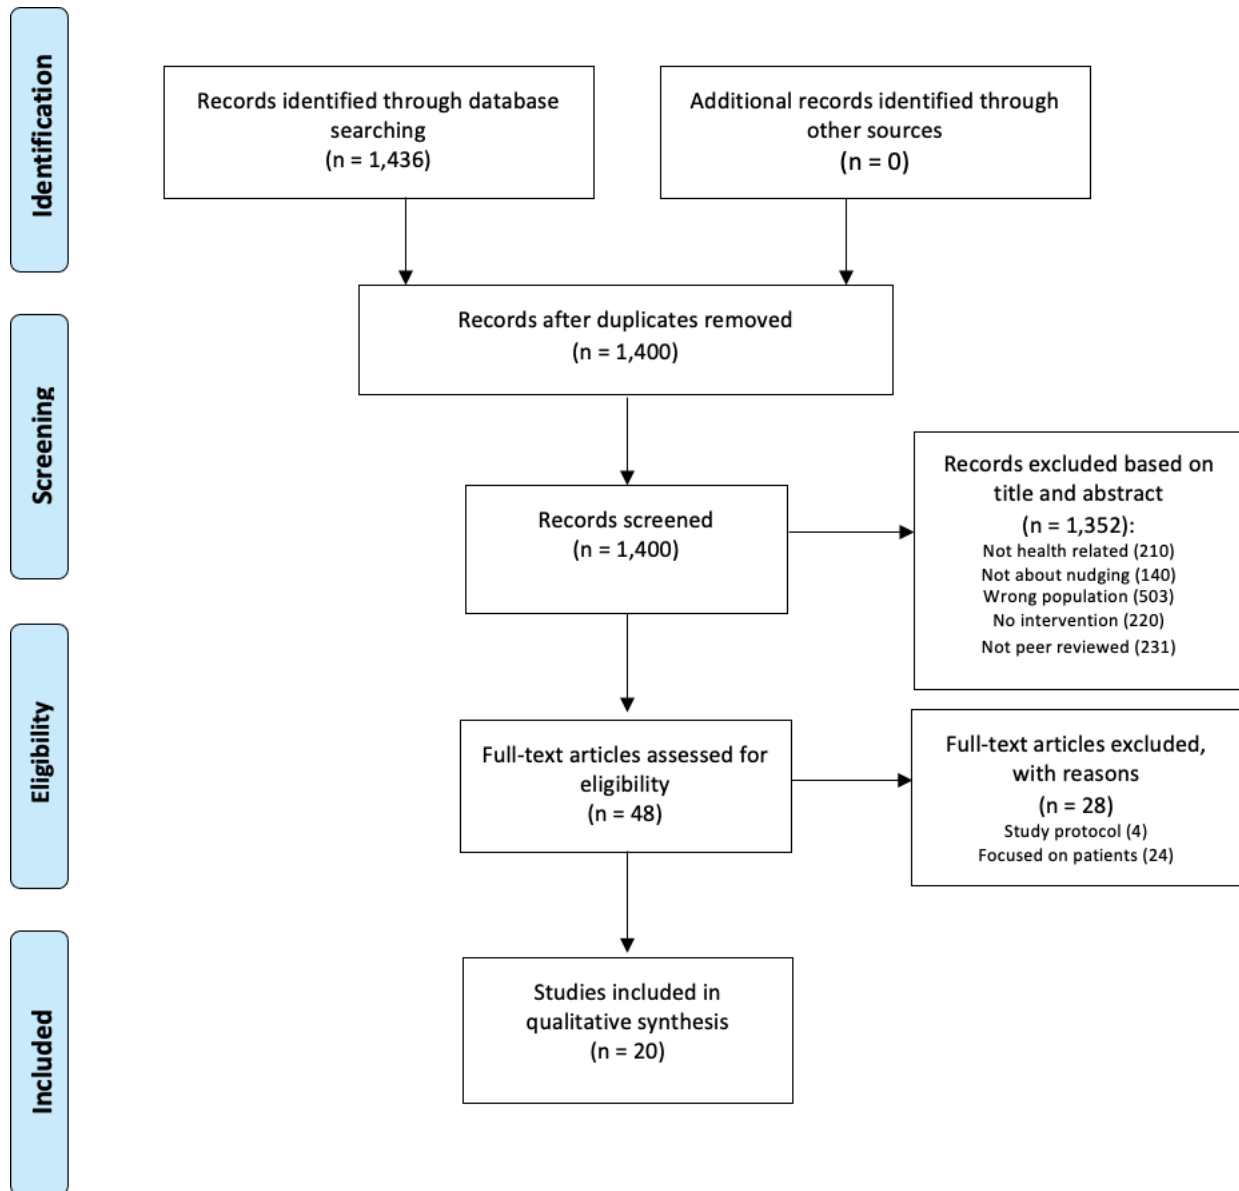 Identification
Records identified through database
searching
(n = 1,436)
Additional records identified through
other sources
(n = 0)
Records after duplicates removed
(n = 1,400)
Screening
Records screened
(n = 1,400)
Records excluded based on
title and abstract
(n = 1,352):
Not health related (210)
Not about nudging (140)
Wrong population (503)
No intervention (220)
Not peer reviewed (231)
Eligibility
Full-text articles assessed for
eligibility
(n = 48)
Full-text articles excluded,
with reasons
(n = 28)
Study protocol (4)
Focused on patients (24)
Included
Studies included in
qualitative synthesis
(n = 20)